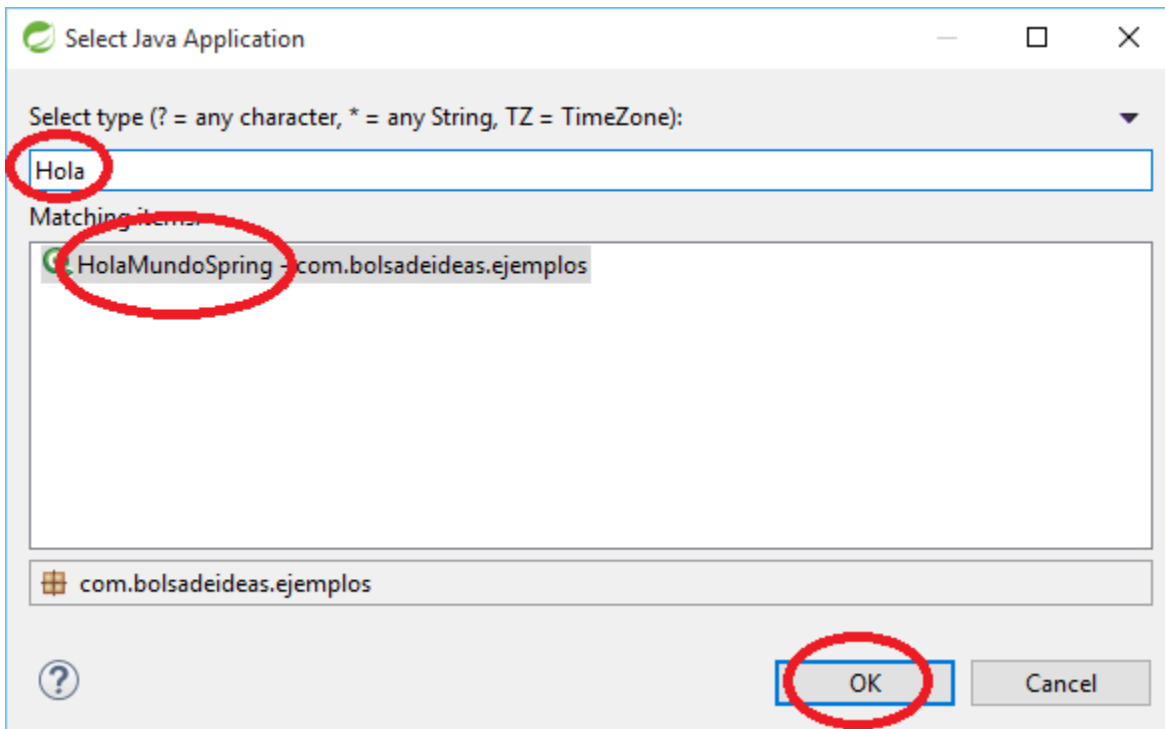 Select Java Application
Select type (? = any character, * = any String, TZ = TimeZone):
Hola
Matching items:
HolaMundoSpring - com.bolsadeideas.ejemplos
com.bolsadeideas.ejemplos
?
OK
Cancel